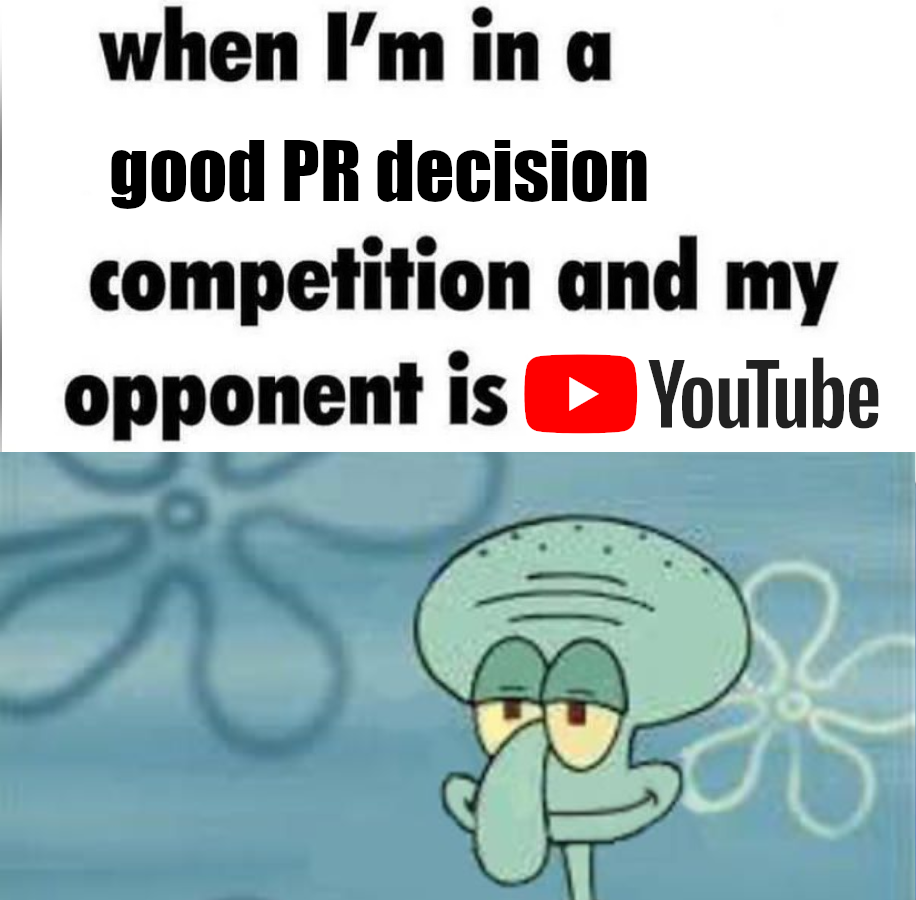 when I'm in a
good PR decision
competition and my
opponent is YouTube